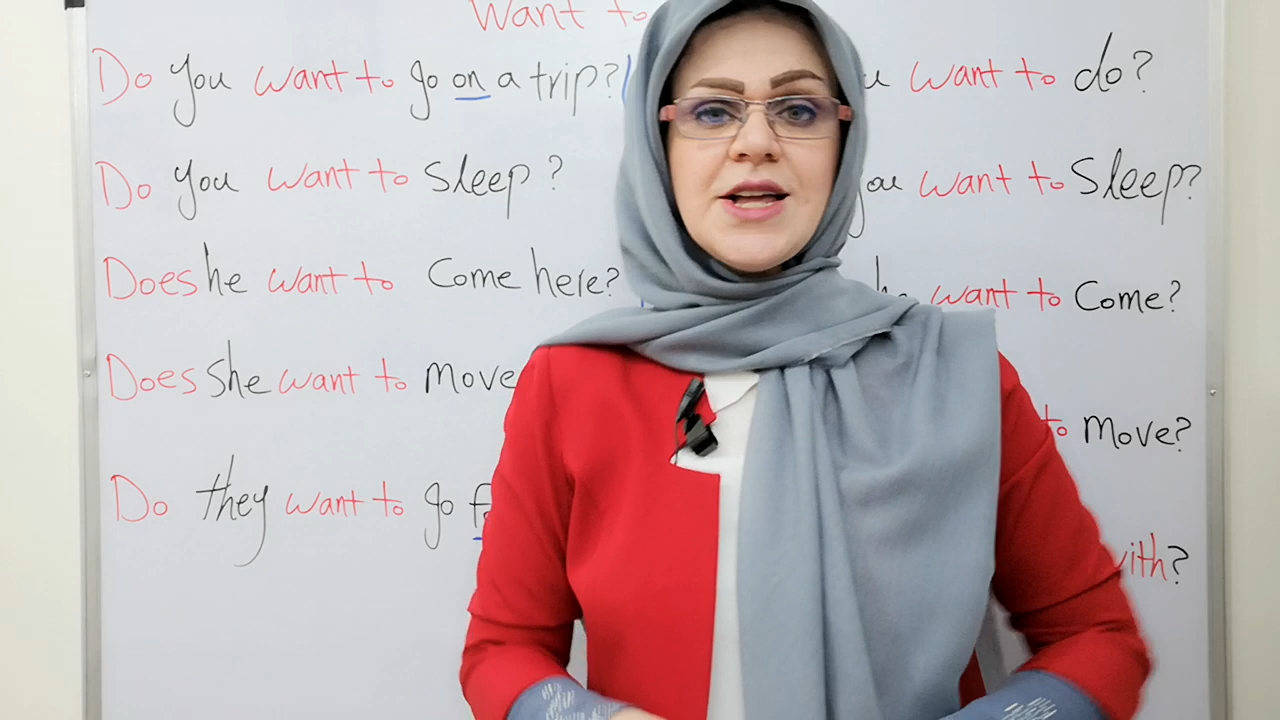 Want to
Do you want to go on a trip?
want to do?
Do you want to Sleep?
want to Sleep?
Does he want to Come here?
want to Come?
Does She want to move
to move?
Do they want to go
with?